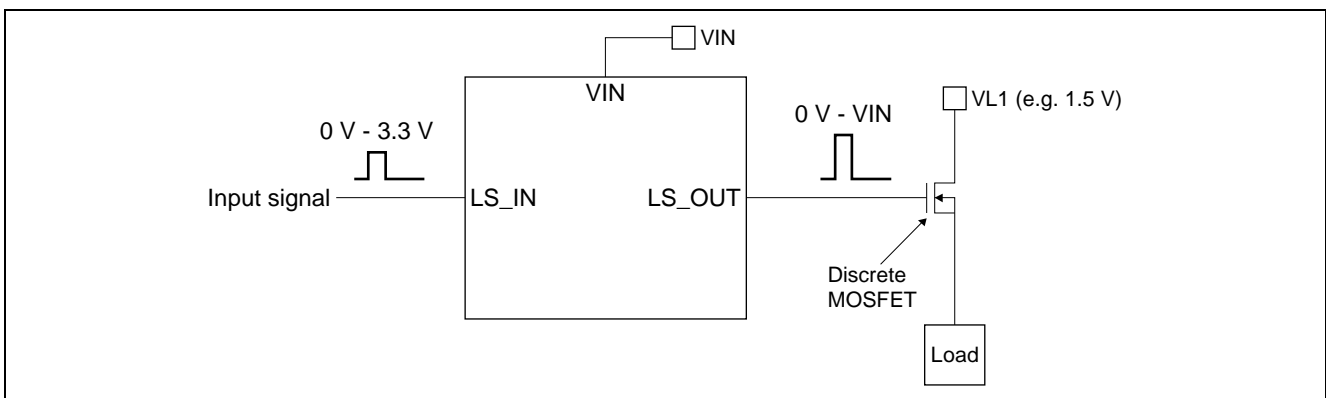 VIN
VIN
VL1 (e.g. 1.5 V)
0 V - 3.3 V
0 V - VIN
Input signal
LS_IN
LS_OUT
Discrete
MOSFET
Load